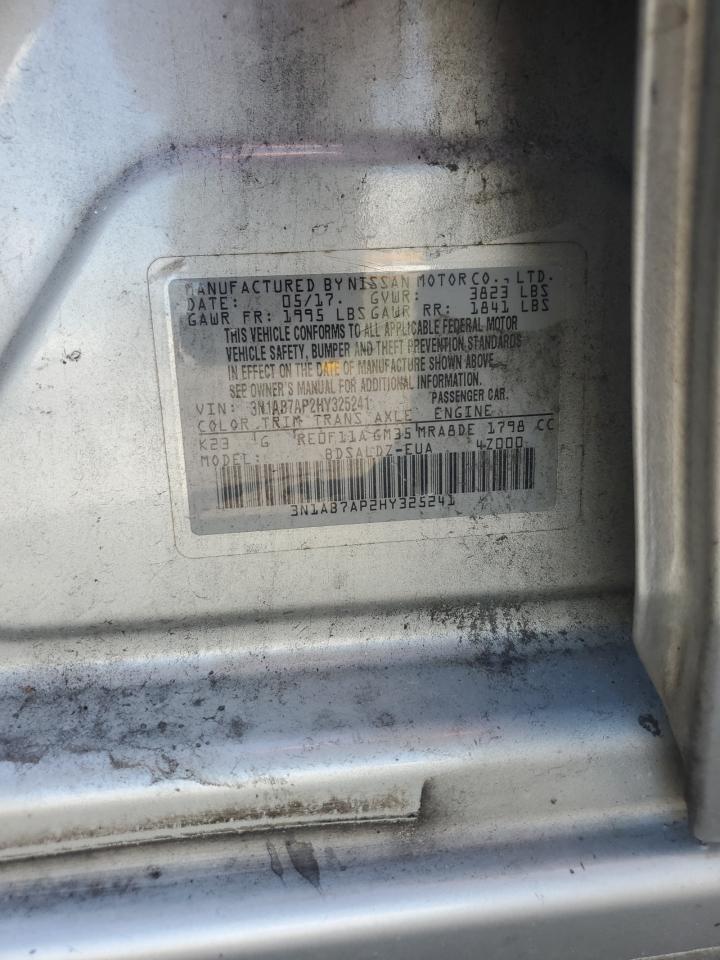 MANUFACTURED BY NISSAN MOTOR CO., LTD.
DATE: 05/17. GVWR: 3823 LBS
GAWR FR: 1995 LBS GAWR RR: 1841 LBS
THIS VEHICLE CONFORMS TO ALL APPLICABLE FEDERAL MOTOR
VEHICLE SAFETY, BUMPER AND THEFT PREVENTION STANDARDS
IN EFFECT ON THE DATE OF MANUFACTURE SHOWN ABOVE.
SEE OWNER'S MANUAL FOR ADDITIONAL INFORMATION.
VIN: 3N1AB7AP2HY325241 PASSENGER CAR.
COLOR TRIM TRANS AXLE ENGINE
K23 G RE0F11A GM35 MRA8DE 1798 CC
MODEL: BDSALDZ-EUA 4Z000
3N1AB7AP2HY325241